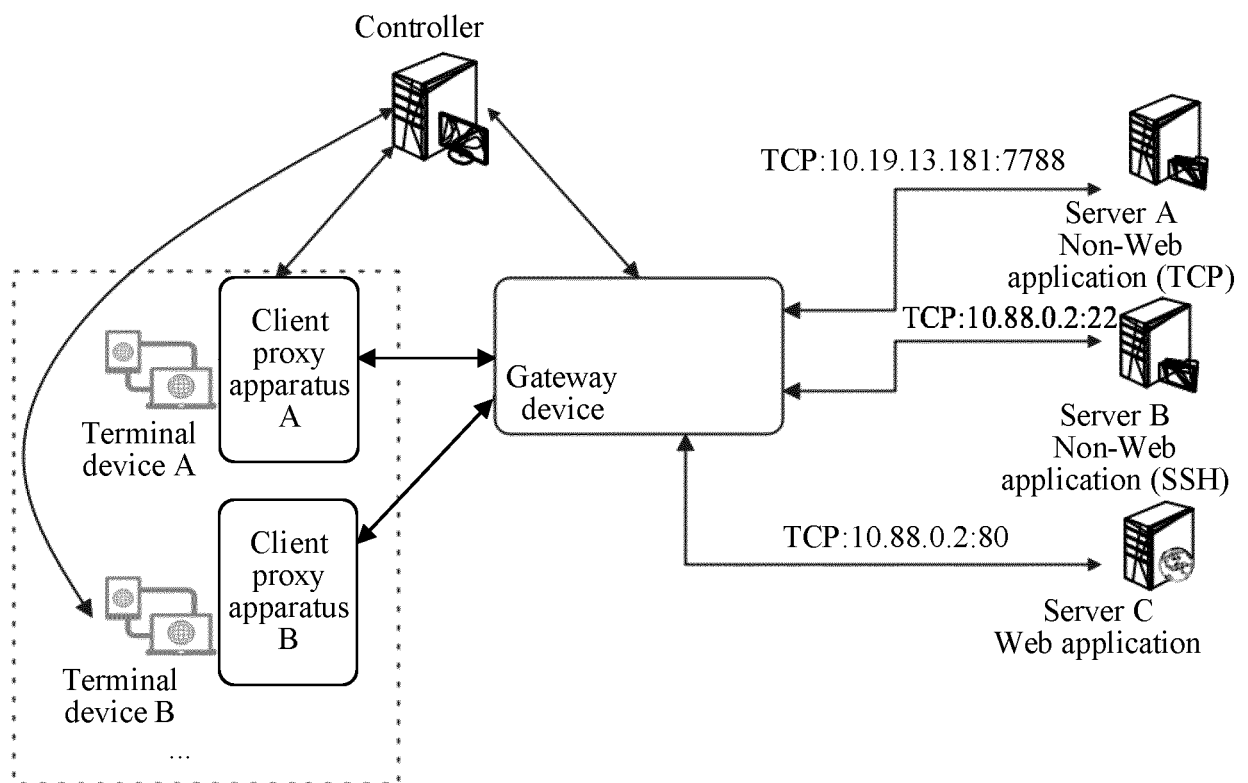 Controller
TCP:10.19.13.181:7788
Server A
Non-Web
application (TCP)
TCP:10.88.0.2:22
Client
proxy
apparatus
A
Gateway
device
Terminal
device A
Server B
Non-Web
application (SSH)
Client
proxy
apparatus
B
TCP:10.88.0.2:80
Server C
Web application
Terminal
device B
...